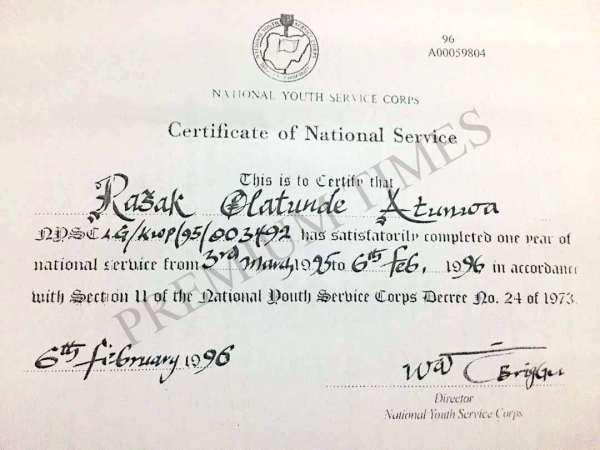 96
A00059804
NATIONAL YOUTH SERVICE CORPS
Certificate of National Service
This is to Certify that
Razak Olatunde Atunwa
NYSC LG/KWP/95/003492 has satisfatorily completed one year of
national service from 3rd March 1995 to 6th Feb. 1996 in accordance
with Section 11 of the National Youth Service Corps Decree No. 24 of 1973
6th February 1996
Director
National Youth Service Corps
PREMIUM TIMES